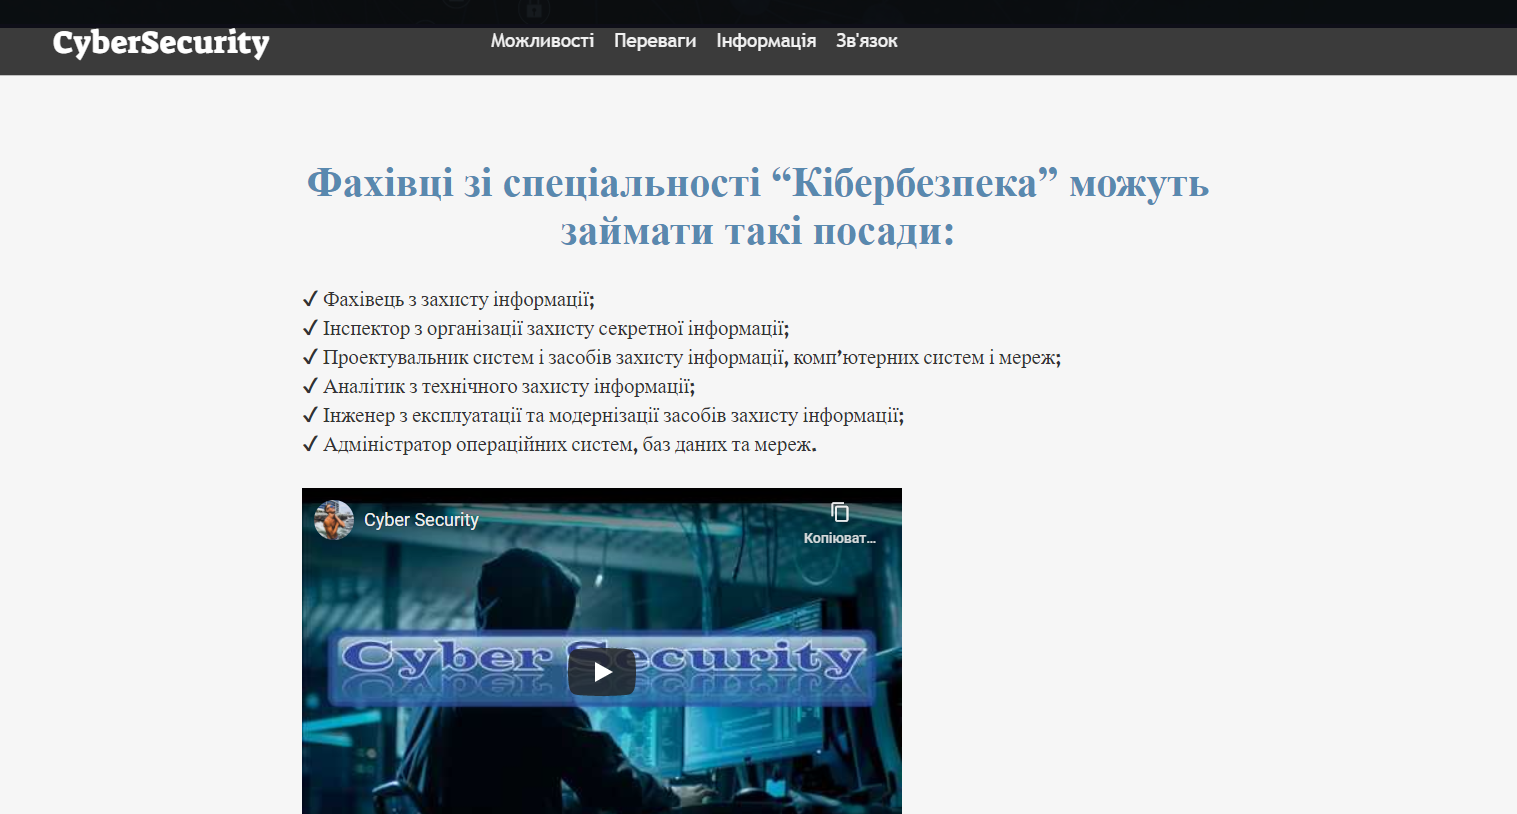 CyberSecurity
Можливості Переваги Інформація Зв'язок
Фахівці зі спеціальності “Кібербезпека” можуть
займати такі посади:
✓ Фахівець з захисту інформації;
✓ Інспектор з організації захисту секретної інформації;
✓ Проектувальник систем і засобів захисту інформації, комп’ютерних систем і мереж;
✓ Аналітик з технічного захисту інформації;
✓ Інженер з експлуатації та модернізації засобів захисту інформації;
✓ Адміністратор операційних систем, баз даних та мереж.
Cyber Security
Копіюват...
Cyber Security